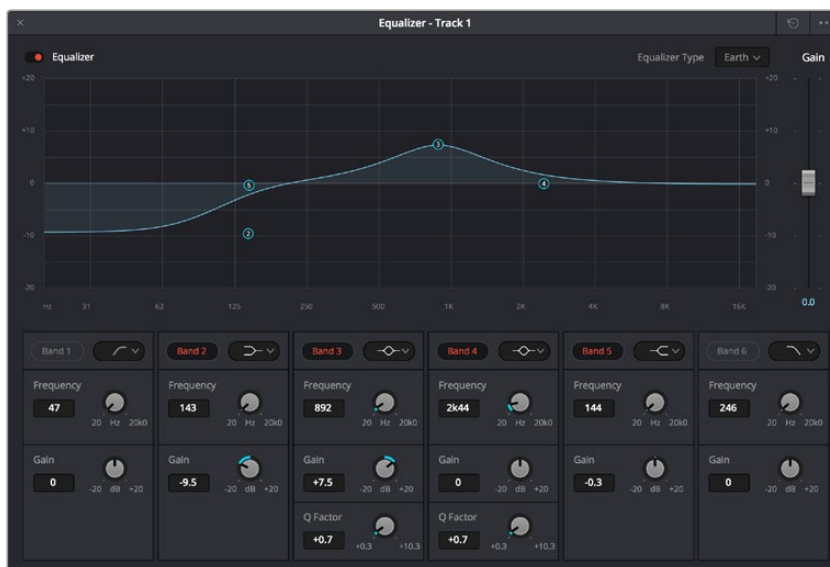 Equalizer - Track 1
Equalizer
Equalizer Type
Earth
Gain
+20
+20
+10
+10
0
0
-10
-10
-20
-20
Hz 31 62 125 250 500 1K 2K 4K 8K 16K
0.0
Band 1
Band 2
Band 3
Band 4
Band 5
Band 6
Frequency Frequency Frequency Frequency Frequency Frequency
47 143 892 2k44 144 246
20 Hz 20k0 20 Hz 20k0 20 Hz 20k0 20 Hz 20k0 20 Hz 20k0 20 Hz 20k0
Gain Gain Gain Gain Gain Gain
0 -9.5 +7.5 0 -0.3 0
-20 dB +20 -20 dB +20 -20 dB +20 -20 dB +20 -20 dB +20 -20 dB +20
Q Factor Q Factor
+0.7 +0.7
+0.3 +10.3 +0.3 +10.3
5
2
3
4